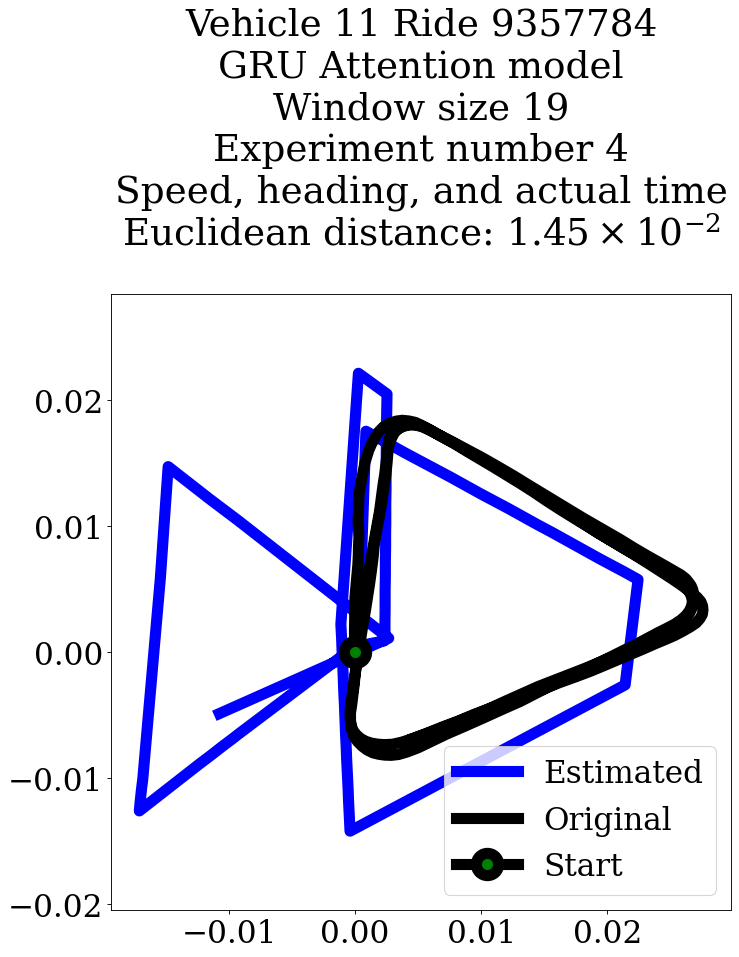 Vehicle 11 Ride 9357784
GRU Attention model
Window size 19
Experiment number 4
Speed, heading, and actual time
Euclidean distance: 1.45 × 10⁻²
0.02
0.01
0.00
−0.01
−0.02
−0.01 0.00 0.01 0.02
Estimated
Original
Start